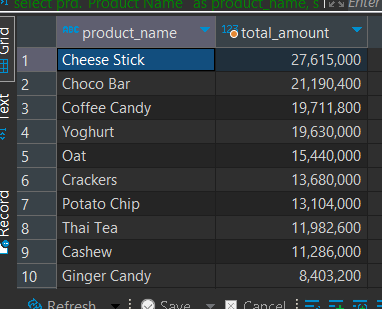 select prd."Product Name" as product_name, s
Enter
Grid
Text
Record
product_name
123 total_amount
1 Cheese Stick 27,615,000
2 Choco Bar 21,190,400
3 Coffee Candy 19,711,800
4 Yoghurt 19,630,000
5 Oat 15,440,000
6 Crackers 13,680,000
7 Potato Chip 13,104,000
8 Thai Tea 11,982,600
9 Cashew 11,286,000
10 Ginger Candy 8,403,200
Refresh Save Cancel